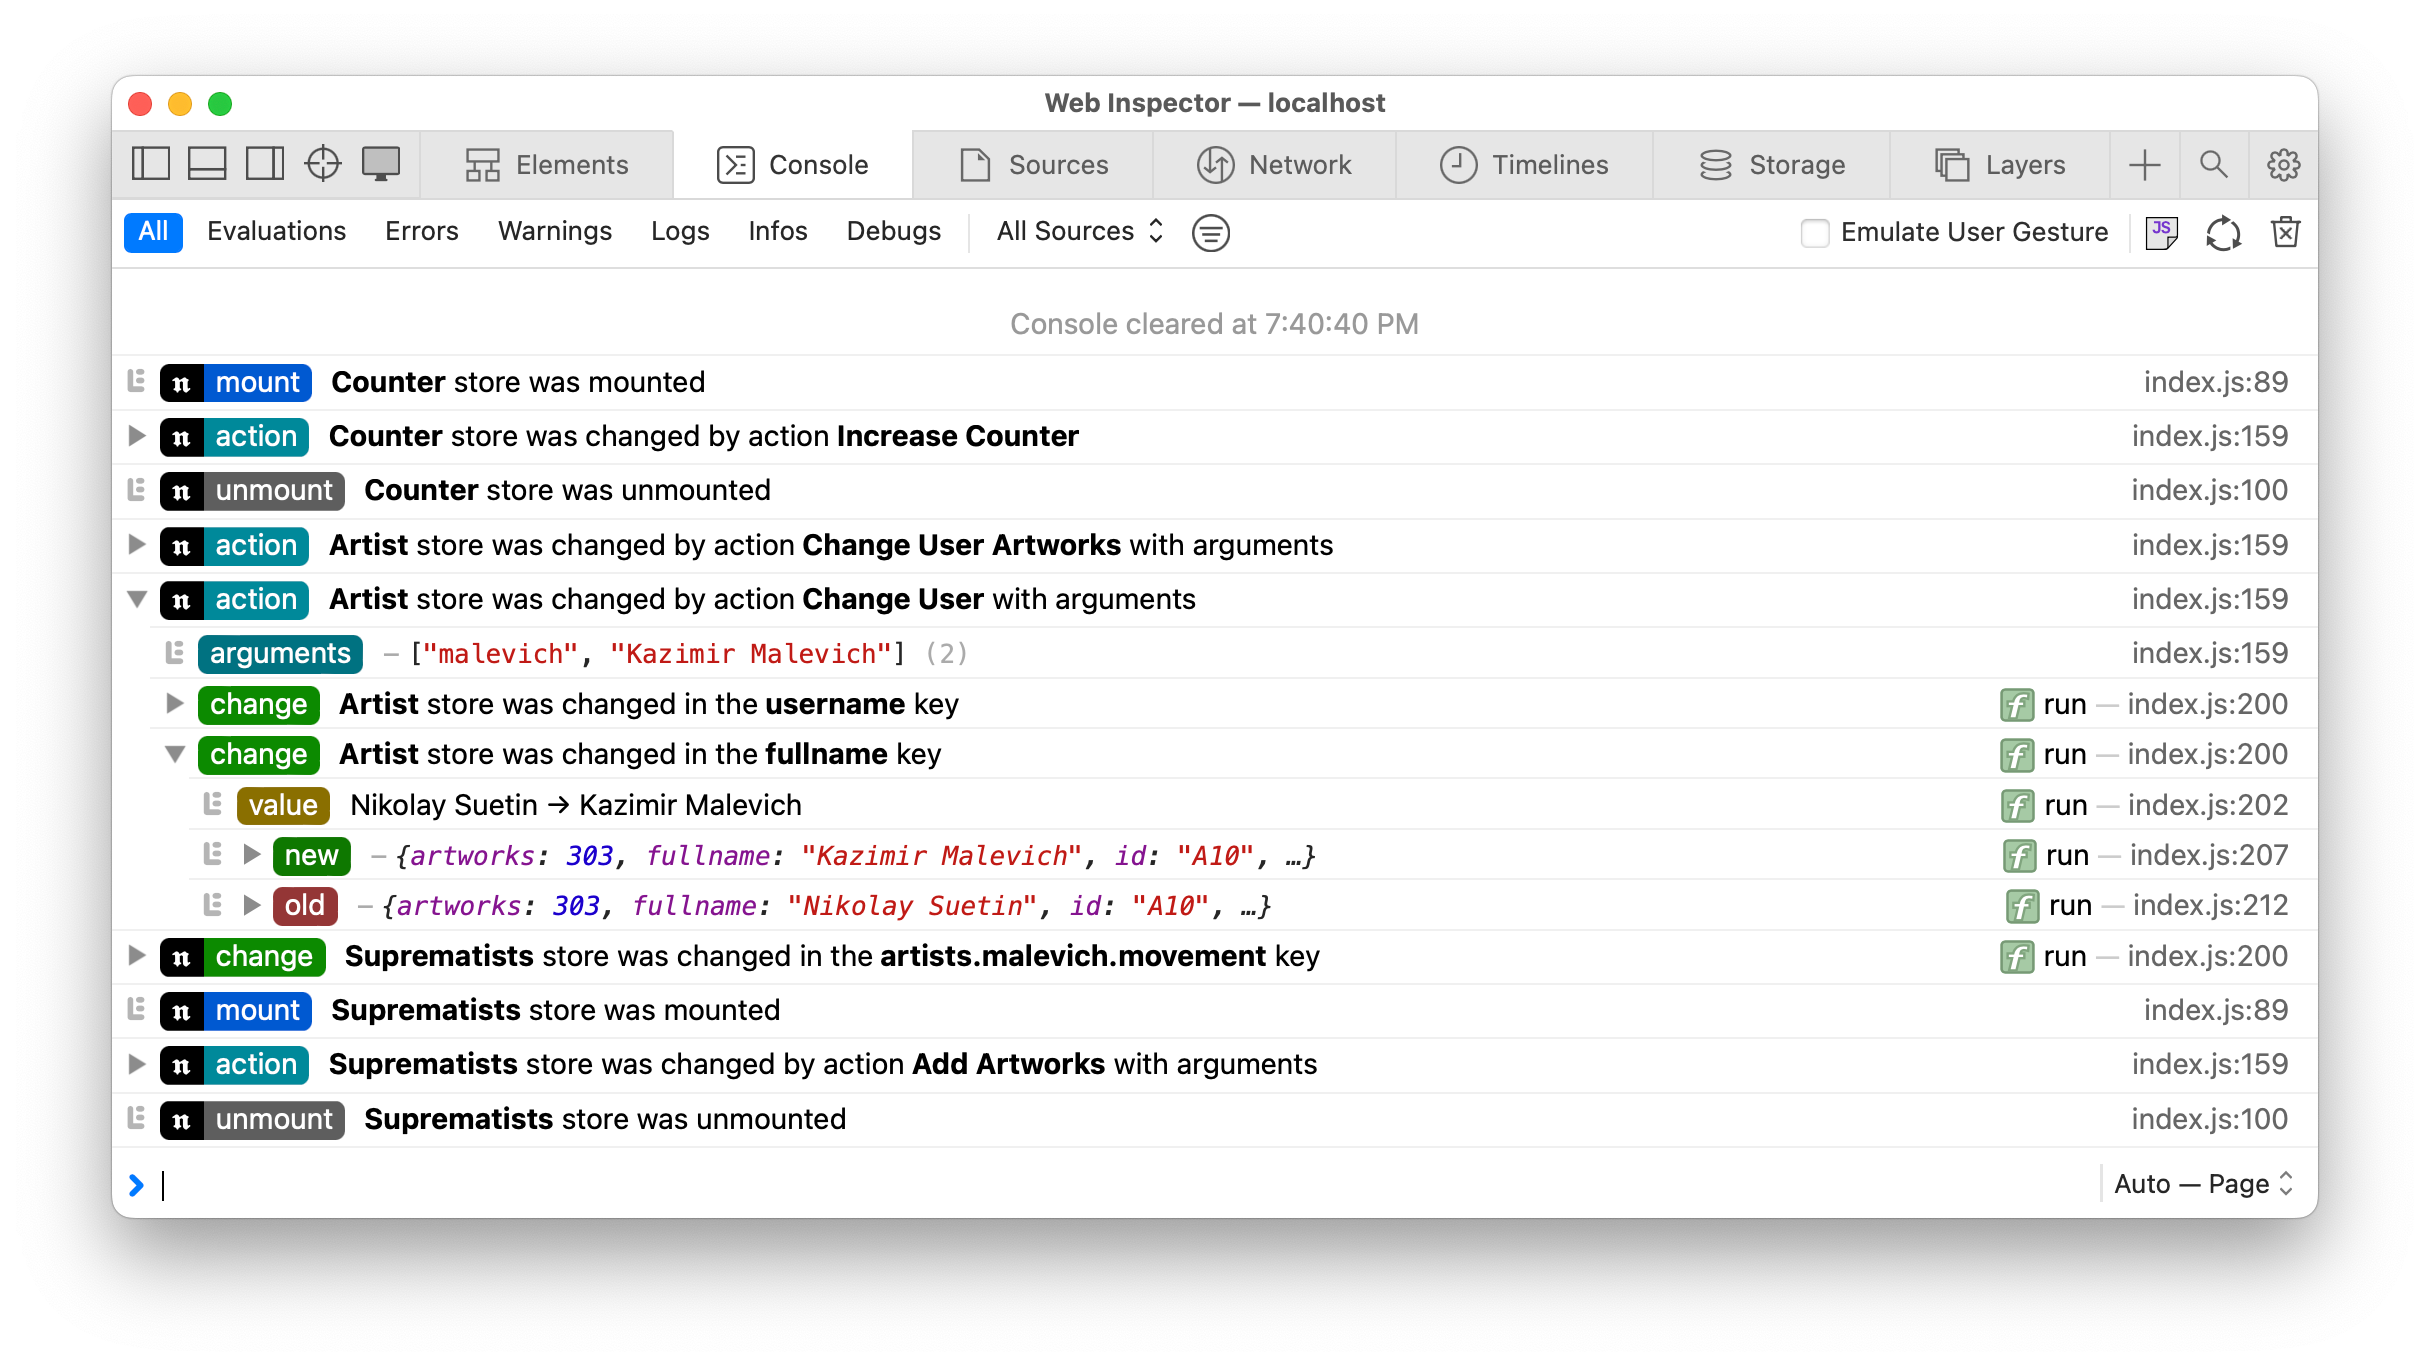 Web Inspector — localhost
Elements Console Sources Network Timelines Storage Layers
All Evaluations Errors Warnings Logs Infos Debugs All Sources Emulate User Gesture JS
Console cleared at 7:40:40 PM
n mount Counter store was mounted index.js:89
n action Counter store was changed by action Increase Counter index.js:159
n unmount Counter store was unmounted index.js:100
n action Artist store was changed by action Change User Artworks with arguments index.js:159
n action Artist store was changed by action Change User with arguments index.js:159
arguments – ["malevich", "Kazimir Malevich"] (2) index.js:159
change Artist store was changed in the username key f run — index.js:200
change Artist store was changed in the fullname key f run — index.js:200
value Nikolay Suetin → Kazimir Malevich f run — index.js:202
new – {artworks: 303, fullname: "Kazimir Malevich", id: "A10", …} f run — index.js:207
old – {artworks: 303, fullname: "Nikolay Suetin", id: "A10", …} f run — index.js:212
n change Suprematists store was changed in the artists.malevich.movement key f run — index.js:200
n mount Suprematists store was mounted index.js:89
n action Suprematists store was changed by action Add Artworks with arguments index.js:159
n unmount Suprematists store was unmounted index.js:100
Auto — Page